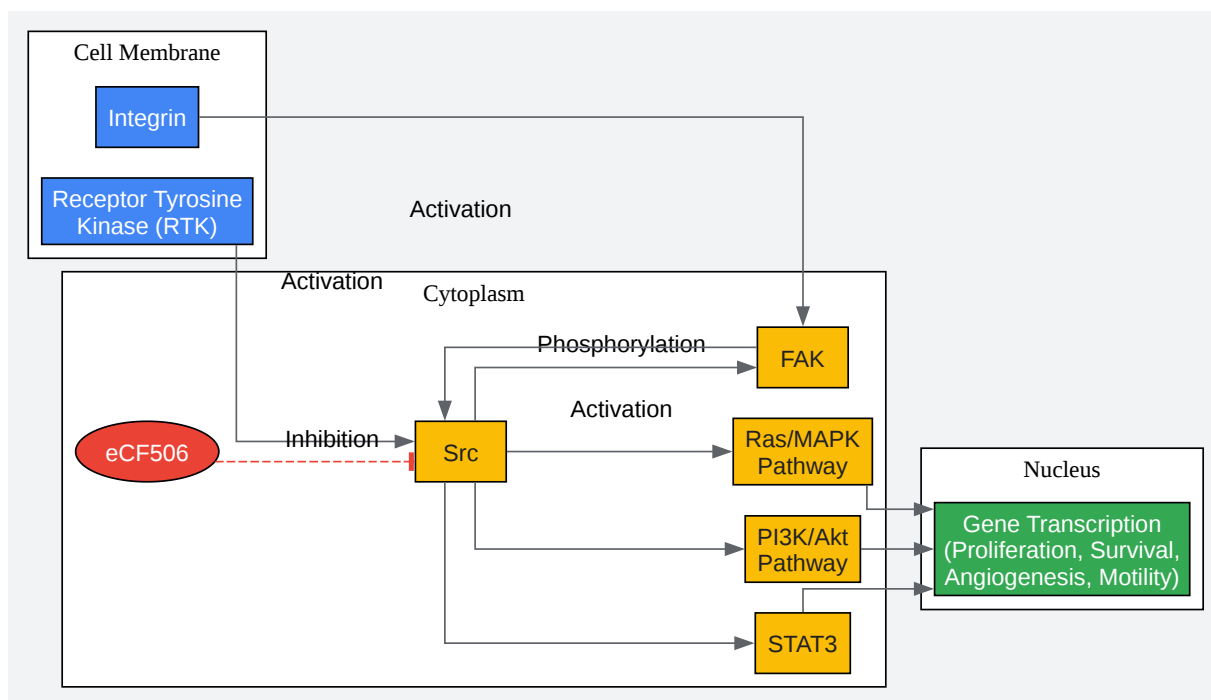 Cell Membrane
Integrin
Receptor Tyrosine
Kinase (RTK)
Activation
Activation
Cytoplasm
Phosphorylation
FAK
Activation
Inhibition
eCF506
Src
Ras/MAPK
Pathway
PI3K/Akt
Pathway
STAT3
Nucleus
Gene Transcription
(Proliferation, Survival,
Angiogenesis, Motility)